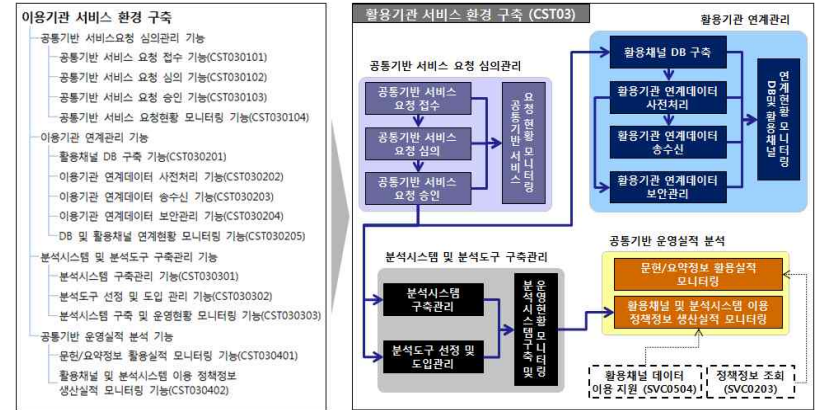 이용기관 서비스 환경 구축
공통기반 서비스요청 심의관리 기능
공통기반 서비스 요청 접수 기능(CST030101)
공통기반 서비스 요청 심의 기능(CST030102)
공통기반 서비스 요청 승인 기능(CST030103)
공통기반 서비스 요청현황 모니터링 기능(CST030104)
이용기관 연계관리 기능
활용채널 DB 구축 기능(CST030201)
이용기관 연계데이터 사전처리 기능(CST030202)
이용기관 연계데이터 송수신 기능(CST030203)
이용기관 연계데이터 보안관리 기능(CST030204)
DB 및 활용채널 연계현황 모니터링 기능(CST030205)
분석시스템 및 분석도구 구축관리 기능
분석시스템 구축관리 기능(CST030301)
분석도구 선정 및 도입 관리 기능(CST030302)
분석시스템 구축 및 운영현황 모니터링 기능(CST030303)
공통기반 운영실적 분석 기능
문헌/요약정보 활용실적 모니터링 기능(CST030401)
활용채널 및 분석시스템 이용 정책정보
생산실적 모니터링 기능(CST030402)
활용기관 서비스 환경 구축 (CST03)
공통기반 서비스 요청 심의관리
공통기반 서비스
요청 접수
공통기반 서비스
요청 심의
공통기반 서비스
요청 승인
공통기반 서비스
요청 현황 모니터링
활용기관 연계관리
활용채널 DB 구축
활용기관 연계데이터
사전처리
활용기관 연계데이터
송수신
활용기관 연계데이터
보안관리
DB및 활용채널
연계현황 모니터링
분석시스템 및 분석도구 구축관리
분석시스템
구축관리
분석도구 선정 및
도입관리
분석시스템구축 및
운영현황 모니터링
공통기반 운영실적 분석
문헌/요약정보 활용실적
모니터링
활용채널 및 분석시스템 이용
정책정보 생산실적 모니터링
활용채널 데이터
이용 지원 (SVC0504)
정책정보 조회
(SVC0203)